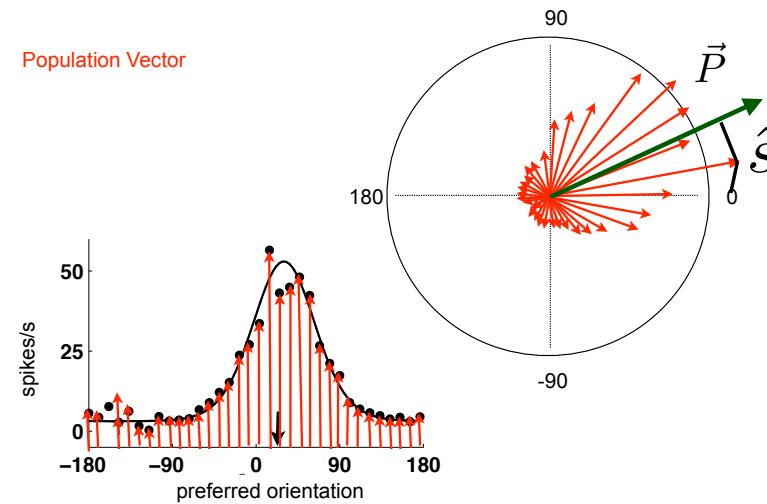 Population Vector
90
180
0
-90
P⃗
ŝ
50
25
0
spikes/s
−180 −90 0 90 180
preferred orientation